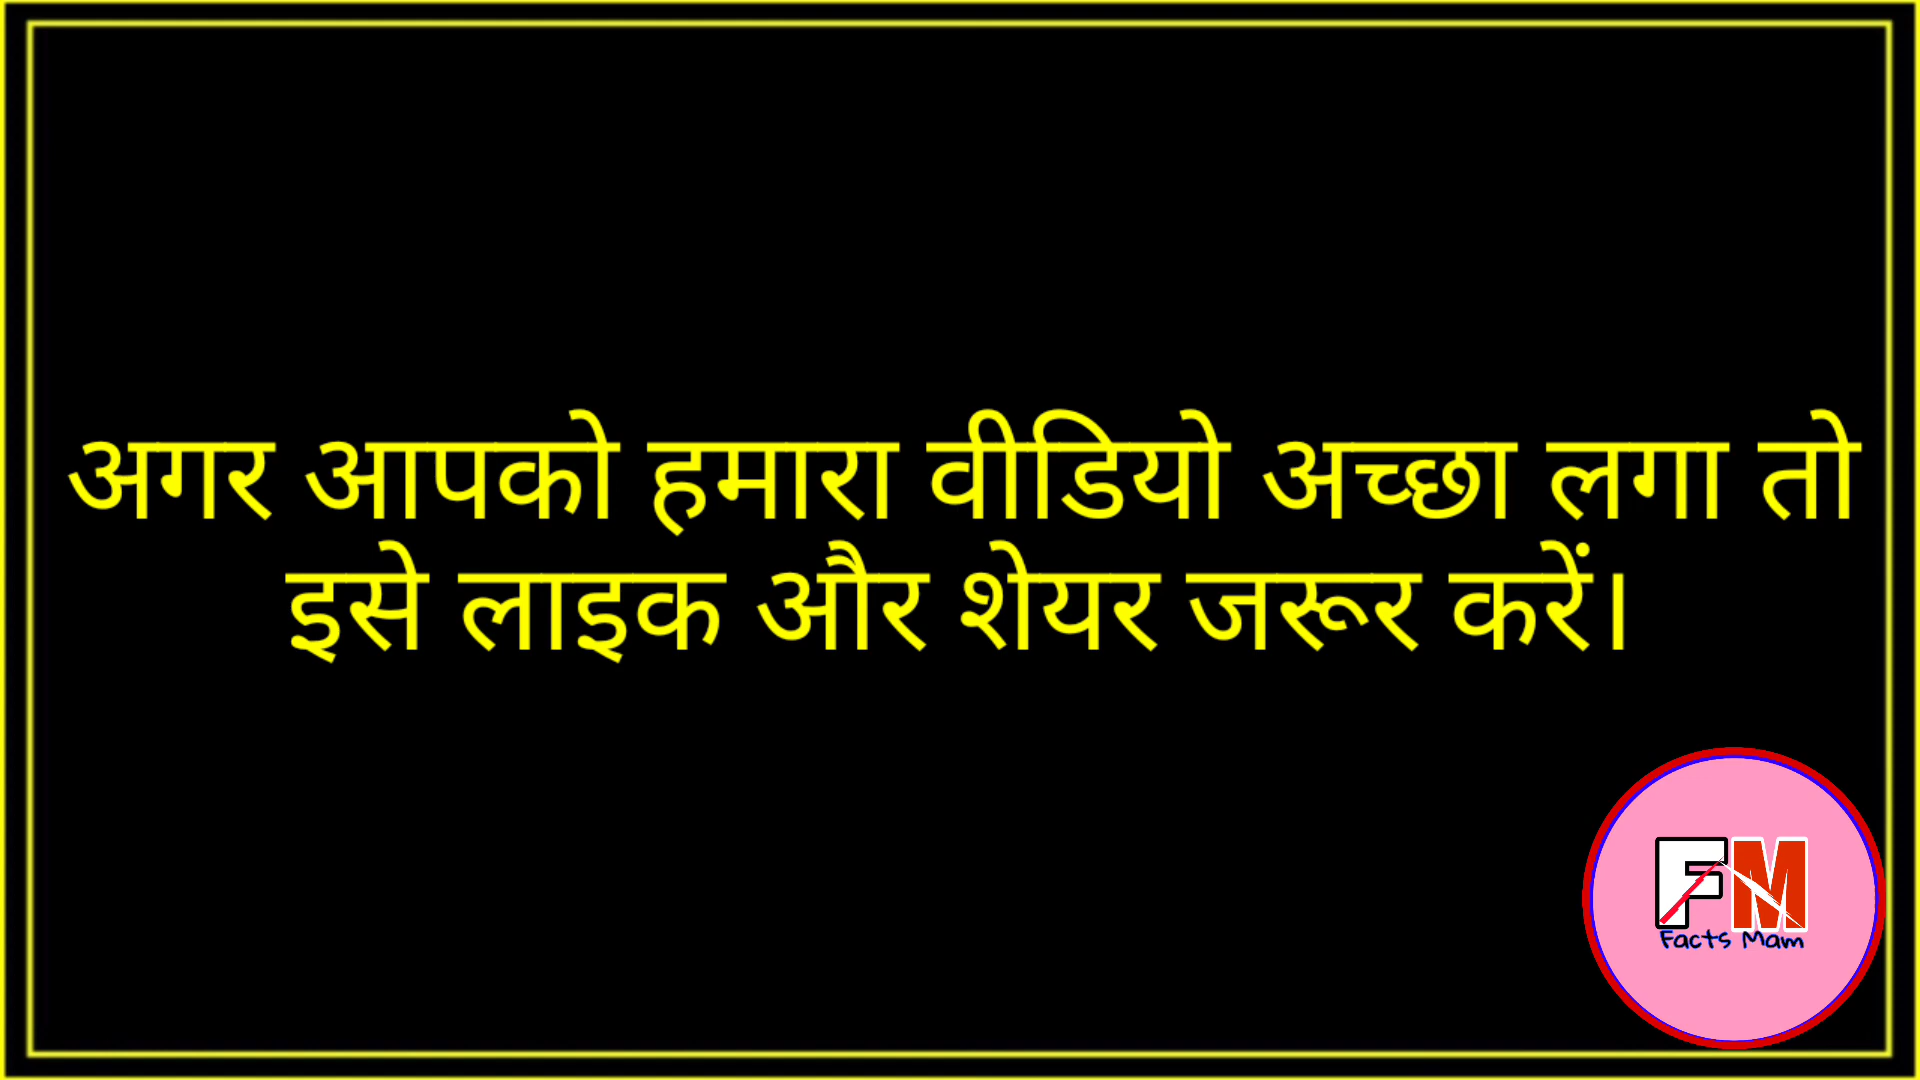 अगर आपको हमारा वीडियो अच्छा लगा तो
इसे लाइक और शेयर जरूर करें।
FM
Facts Mam